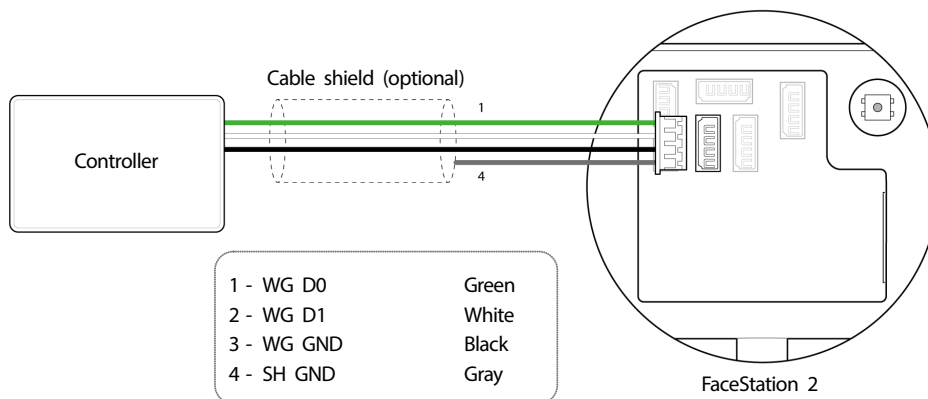 Cable shield (optional)
1
Controller
4
1 - WG D0 Green
2 - WG D1 White
3 - WG GND Black
4 - SH GND Gray
FaceStation 2